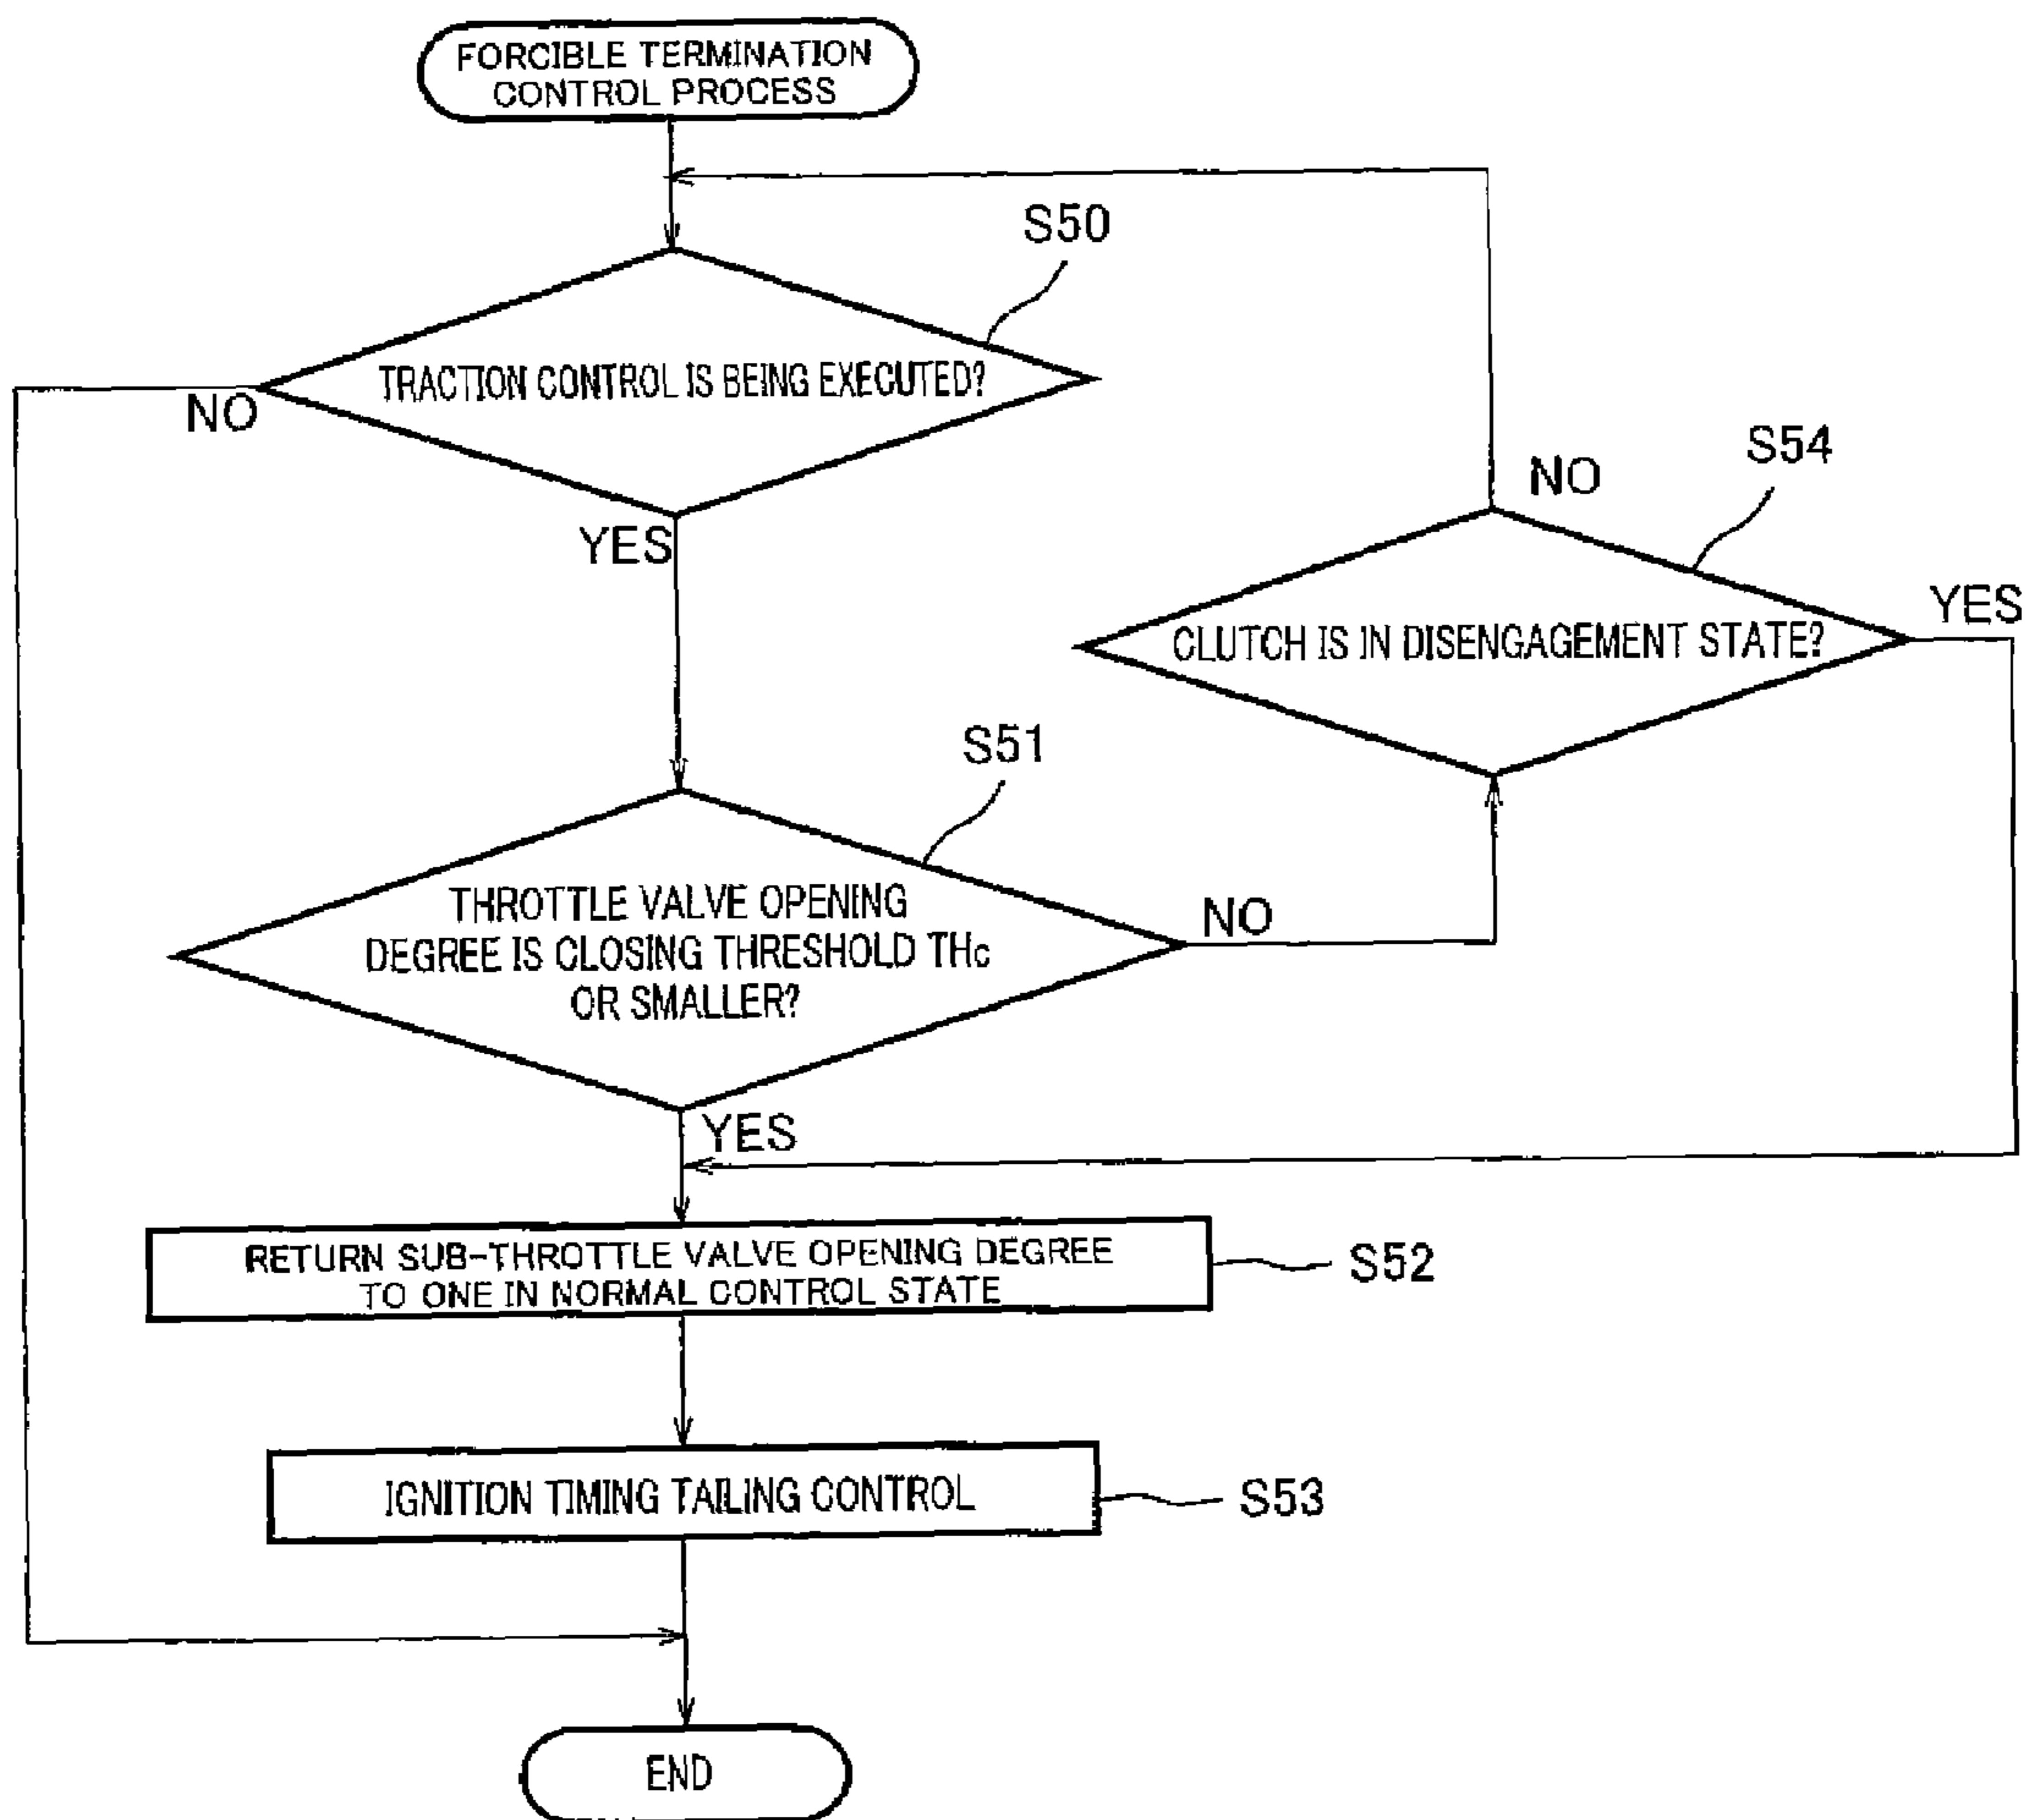 FORCIBLE TERMINATION
CONTROL PROCESS
S50
TRACTION CONTROL IS BEING EXECUTED?
NO
YES
S54
NO
YES
CLUTCH IS IN DISENGAGEMENT STATE?
S51
THROTTLE VALVE OPENING
DEGREE IS CLOSING THRESHOLD THc
OR SMALLER?
NO
YES
RETURN SUB-THROTTLE VALVE OPENING DEGREE
TO ONE IN NORMAL CONTROL STATE
S52
IGNITION TIMING TAILING CONTROL
S53
END